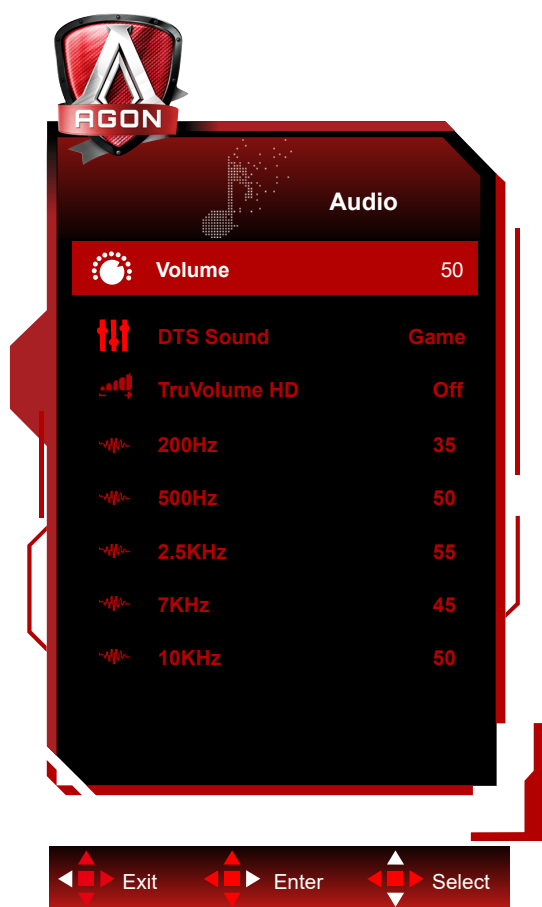 AGON
Audio
Volume 50
DTS Sound Game
TruVolume HD Off
200Hz 35
500Hz 50
2.5KHz 55
7KHz 45
10KHz 50
Exit Enter Select